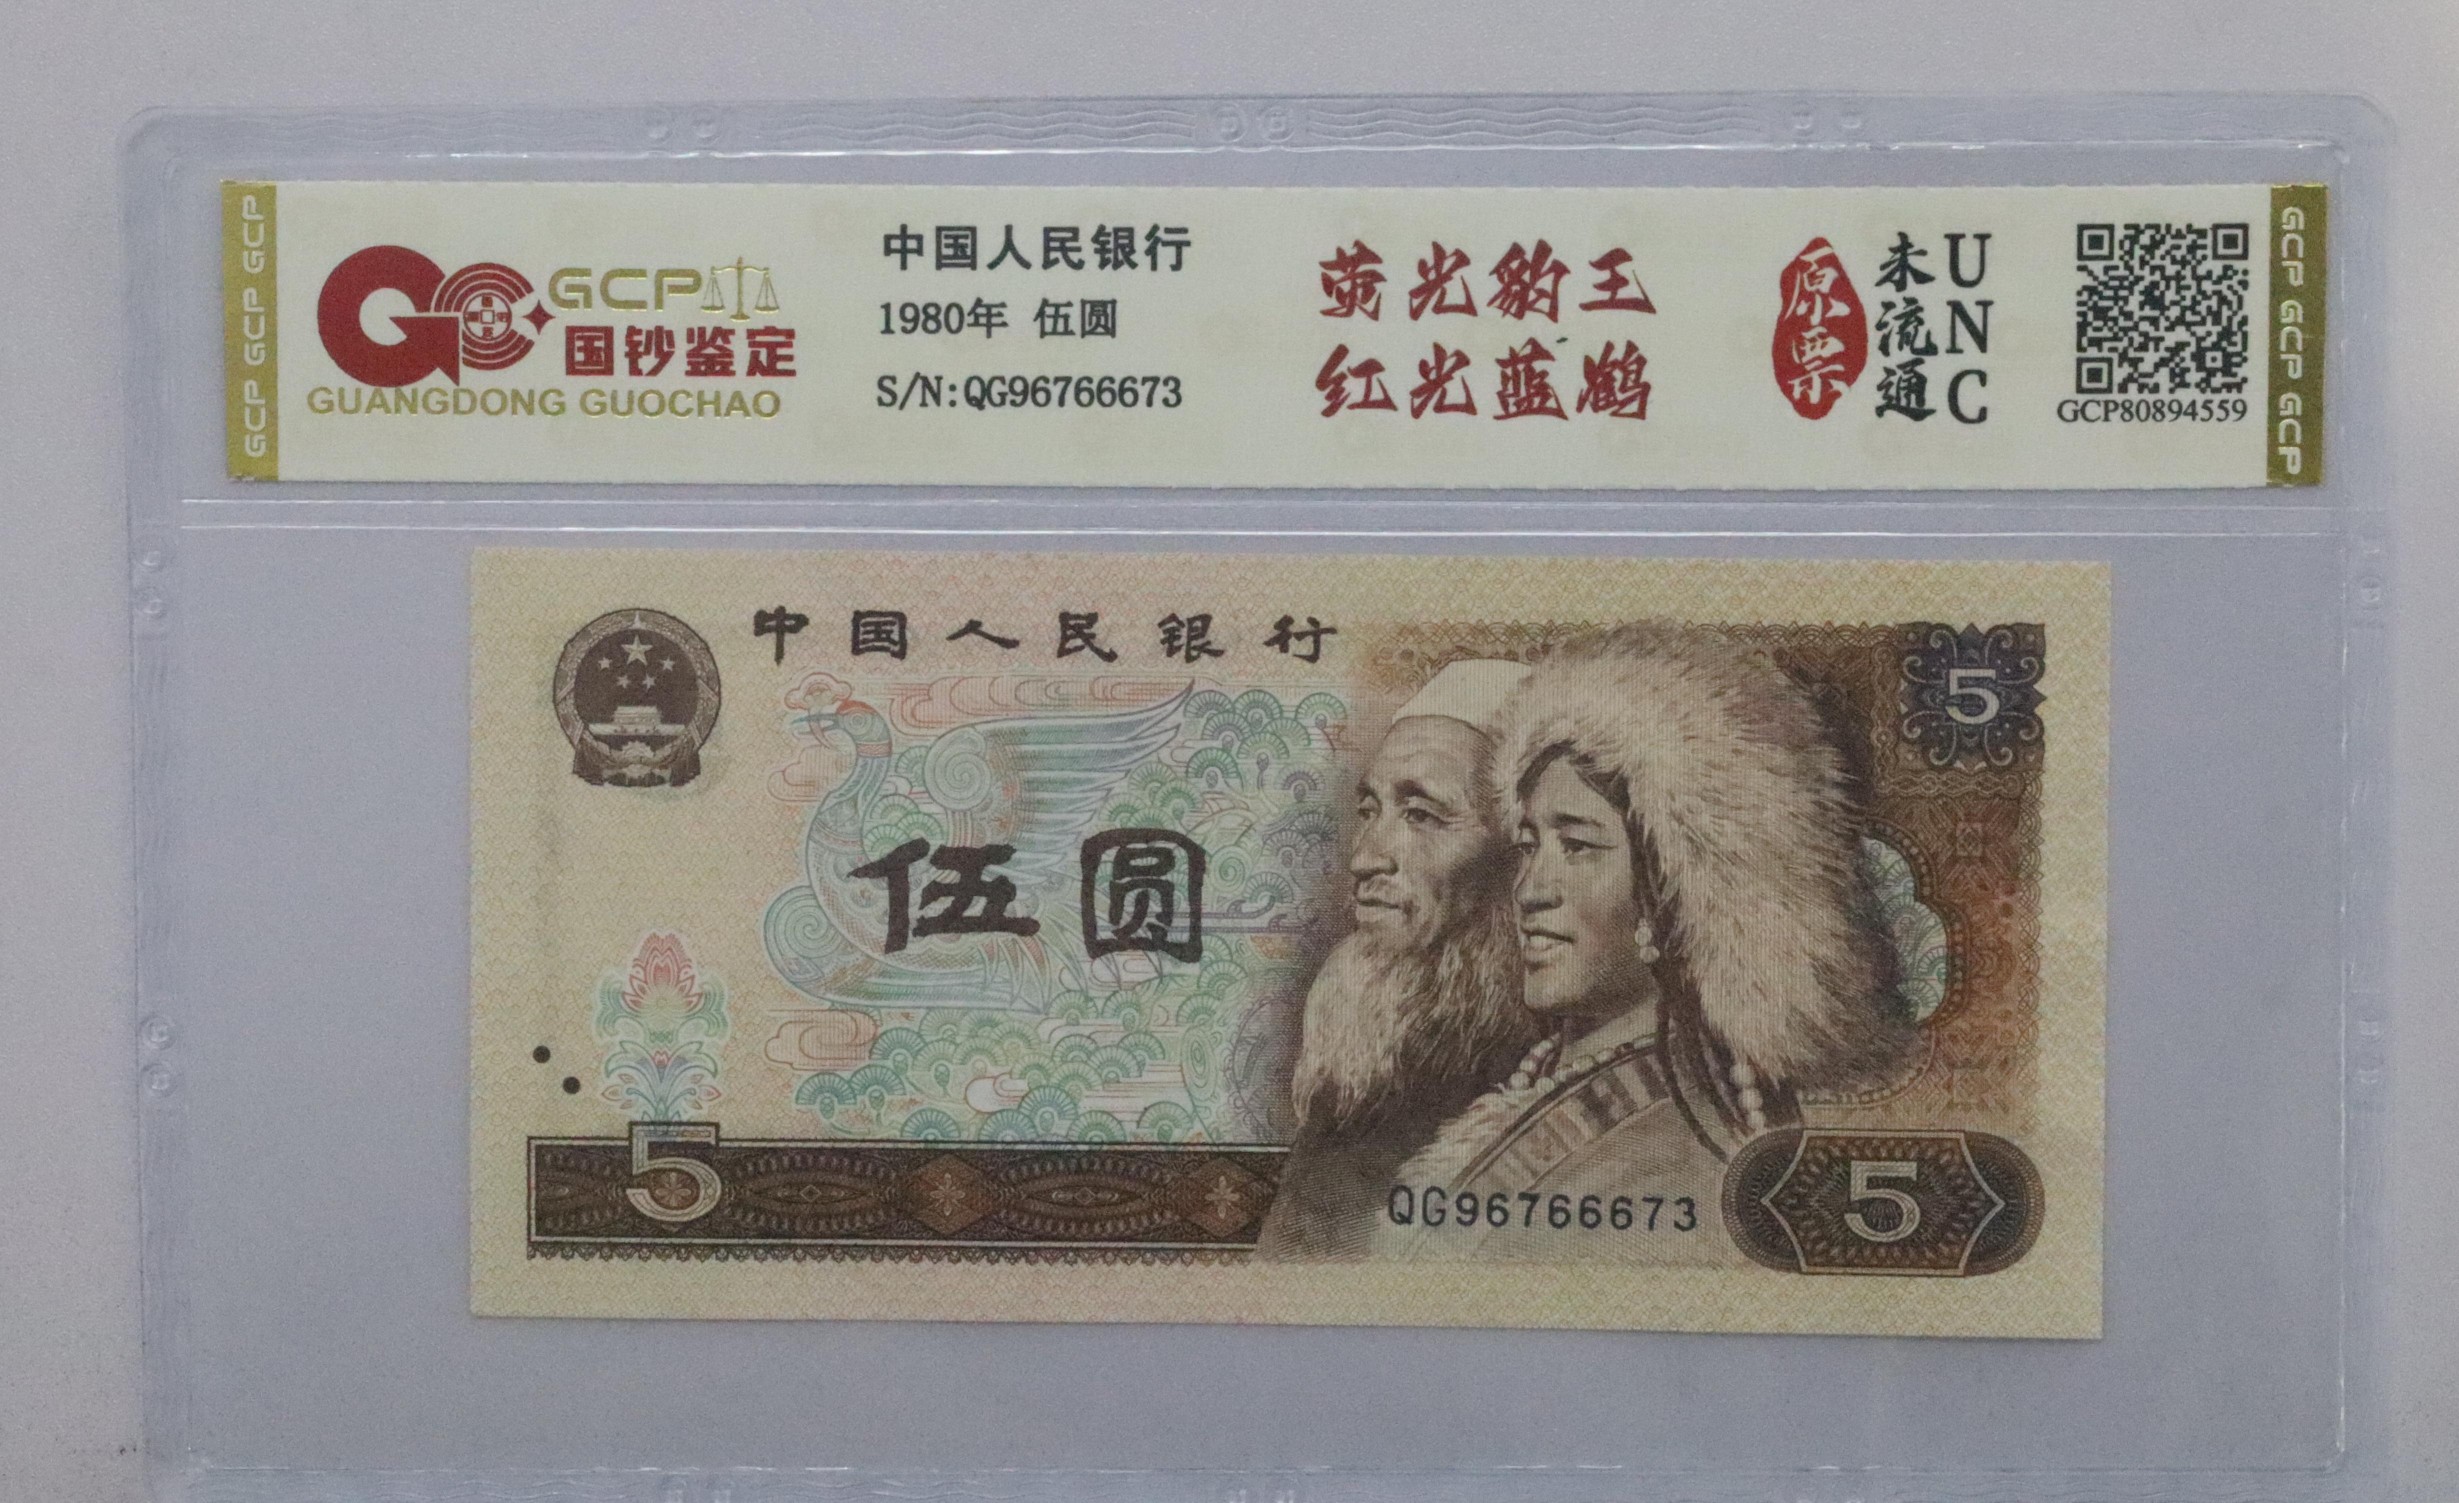 GCP GCP GCP
GCP
国钞鉴定
GUANGDONG GUOCHAO
中国人民银行
1980年 伍圆
S/N:QG96766673
荧光豹王
红光蓝鹤
原票
未流通
UNC
GCP80894559
GCP GCP GCP
中国人民银行
5
伍圆
5
QG96766673
5